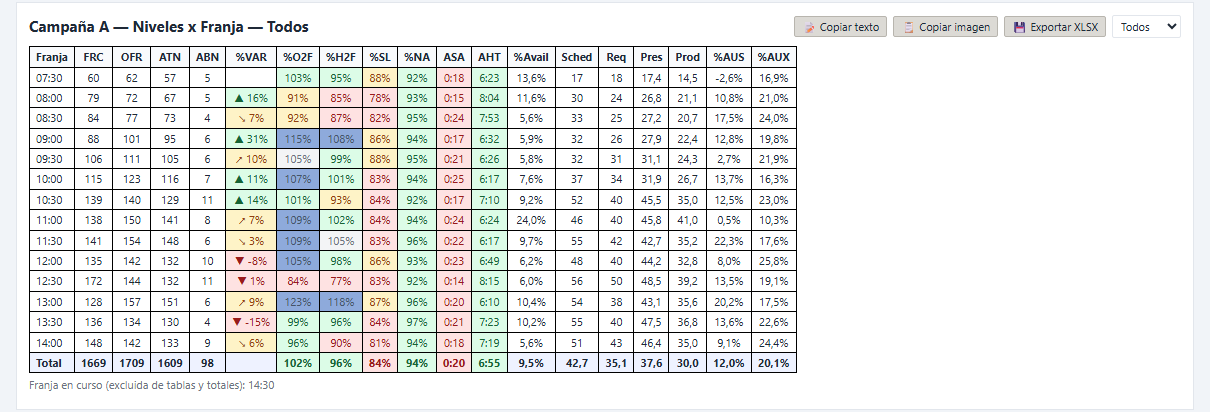 Campaña A — Niveles x Franja — Todos
Copiar texto Copiar imagen Exportar XLSX Todos
Franja FRC OFR ATN ABN %VAR %O2F %H2F %SL %NA ASA AHT %Avail Sched Req Pres Prod %AUS %AUX
07:30 60 62 57 5 103% 95% 88% 92% 0:18 6:23 13,6% 17 18 17,4 14,5 -2,6% 16,9%
08:00 79 72 67 5 ▲ 16% 91% 85% 78% 93% 0:15 8:04 11,6% 30 24 26,8 21,1 10,8% 21,0%
08:30 84 77 73 4 ↘ 7% 92% 87% 82% 95% 0:24 7:53 5,6% 33 25 27,2 20,7 17,5% 24,0%
09:00 88 101 95 6 ▲ 31% 115% 108% 86% 94% 0:17 6:32 5,9% 32 26 27,9 22,4 12,8% 19,8%
09:30 106 111 105 6 ↗ 10% 105% 99% 88% 95% 0:21 6:26 5,8% 32 31 31,1 24,3 2,7% 21,9%
10:00 115 123 116 7 ▲ 11% 107% 101% 83% 94% 0:25 6:17 7,6% 37 34 31,9 26,7 13,7% 16,3%
10:30 139 140 129 11 ▲ 14% 101% 93% 84% 92% 0:17 7:10 9,2% 52 40 45,5 35,0 12,5% 23,0%
11:00 138 150 141 8 ↗ 7% 109% 102% 84% 94% 0:24 6:24 24,0% 46 40 45,8 41,0 0,5% 10,3%
11:30 141 154 148 6 ↘ 3% 109% 105% 83% 96% 0:22 6:17 9,7% 55 42 42,7 35,2 22,3% 17,6%
12:00 135 142 132 10 ▼ -8% 105% 98% 86% 93% 0:23 6:49 6,2% 48 40 44,2 32,8 8,0% 25,8%
12:30 172 144 132 11 ▼ 1% 84% 77% 83% 92% 0:14 8:15 6,0% 56 50 48,5 39,2 13,5% 19,1%
13:00 128 157 151 6 ↗ 9% 123% 118% 87% 96% 0:20 6:10 10,4% 54 38 43,1 35,6 20,2% 17,5%
13:30 136 134 130 4 ▼ -15% 99% 96% 84% 97% 0:21 7:23 10,2% 55 40 47,5 36,8 13,6% 22,6%
14:00 148 142 133 9 ↘ 6% 96% 90% 81% 94% 0:18 7:19 5,6% 51 43 46,4 35,0 9,1% 24,4%
Total 1669 1709 1609 98 102% 96% 84% 94% 0:20 6:55 9,5% 42,7 35,1 37,6 30,0 12,0% 20,1%
Franja en curso (excluida de tablas y totales): 14:30